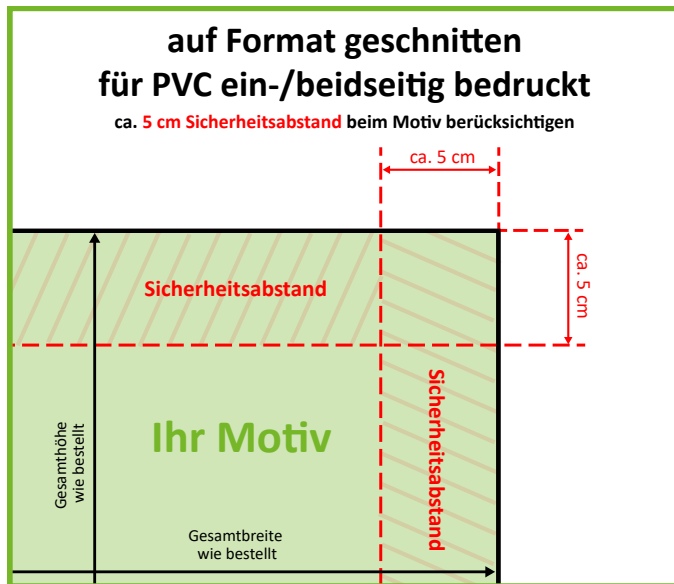 auf Format geschnitten
für PVC ein-/beidseitig bedruckt
ca. 5 cm Sicherheitsabstand beim Motiv berücksichtigen
ca. 5 cm
Sicherheitsabstand
ca. 5 cm
Ihr Motiv
Sicherheitsabstand
Gesamthöhe
wie bestellt
Gesamtbreite
wie bestellt